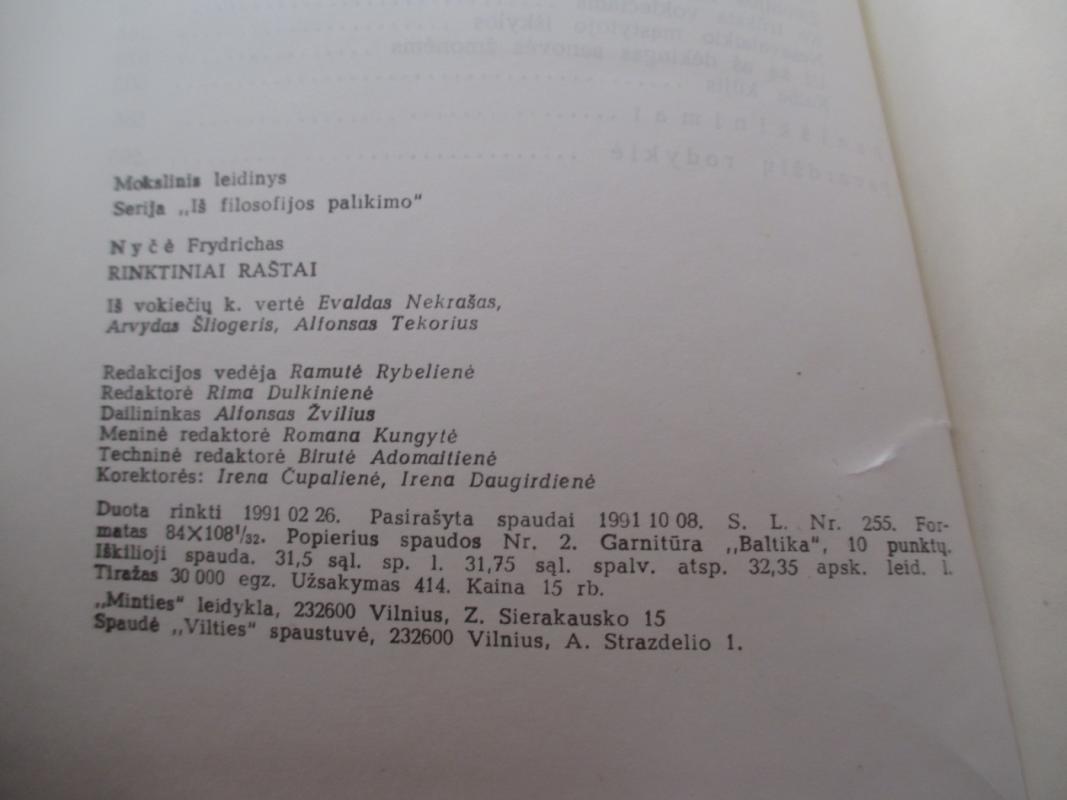 Mokslinis leidinys
Serija „Iš filosofijos palikimo“
Nyčė Frydrichas
RINKTINIAI RAŠTAI
Iš vokiečių k. vertė Evaldas Nekrašas,
Arvydas Šliogeris, Alfonsas Tekorius
Redakcijos vedėja Ramutė Rybelienė
Redaktorė Rima Dulkinienė
Dailininkas Alfonsas Žvilius
Meninė redaktorė Romana Kungytė
Techninė redaktorė Birutė Adomaitienė
Korektorės: Irena Čupalienė, Irena Daugirdienė
Duota rinkti 1991 02 26. Pasirašyta spaudai 1991 10 08. S. L. Nr. 255. For-
matas 84×108¹/₃₂. Popierius spaudos Nr. 2. Garnitūra „Baltika“, 10 punktų.
Iškilioji spauda. 31,5 sąl. sp. l. 31,75 sąl. spalv. atsp. 32,35 apsk. leid. l.
Tiražas 30 000 egz. Užsakymas 414. Kaina 15 rb.
„Minties“ leidykla, 232600 Vilnius, Z. Sierakausko 15
Spaudė „Vilties“ spaustuvė, 232600 Vilnius, A. Strazdelio 1.